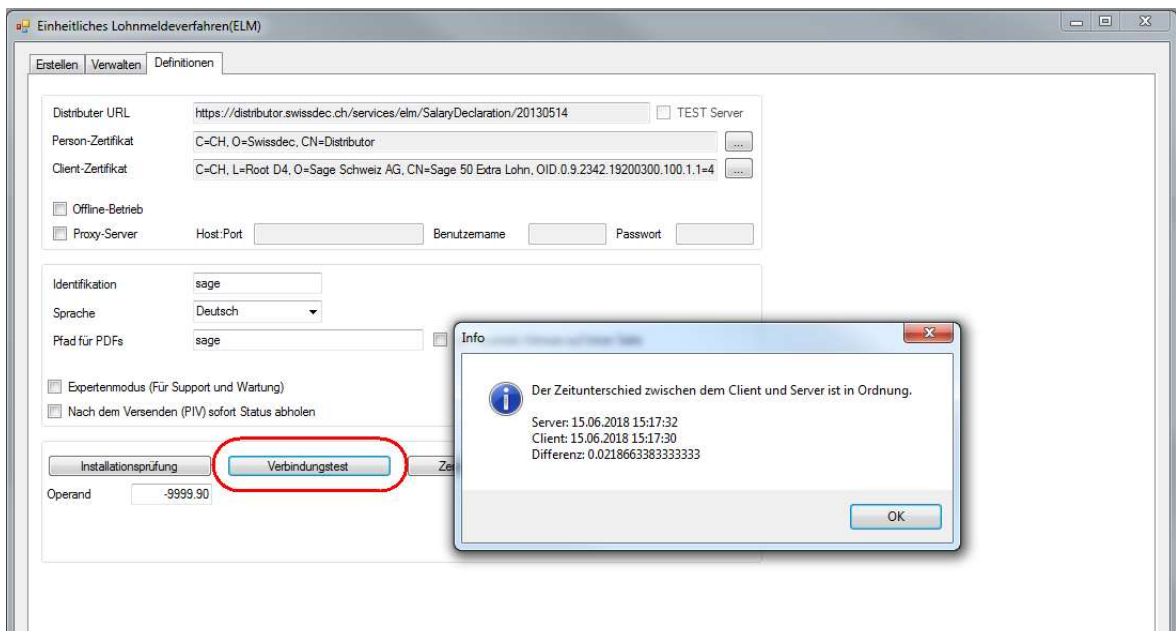 Einheitliches Lohnmeldeverfahren(ELM)
Erstellen Verwalten Definitionen
Distributer URL https://distributor.swissdec.ch/services/elm/SalaryDeclaration/20130514 TEST Server
Person-Zertifikat C=CH, O=Swissdec, CN=Distributor ...
Client-Zertifikat C=CH, L=Root D4, O=Sage Schweiz AG, CN=Sage 50 Extra Lohn, OID.0.9.2342.19200300.100.1.1=4 ...
Offline-Betrieb
Proxy-Server Host:Port Benutzername Passwort
Identifikation sage
Sprache Deutsch
Pfad für PDFs sage
Expertenmodus (Für Support und Wartung)
Nach dem Versenden (PIV) sofort Status abholen
Installationsprüfung Verbindungstest
Operand -9999.90
Info
Der Zeitunterschied zwischen dem Client und Server ist in Ordnung.
Server: 15.06.2018 15:17:32
Client: 15.06.2018 15:17:30
Differenz: 0.0218663383333333
OK